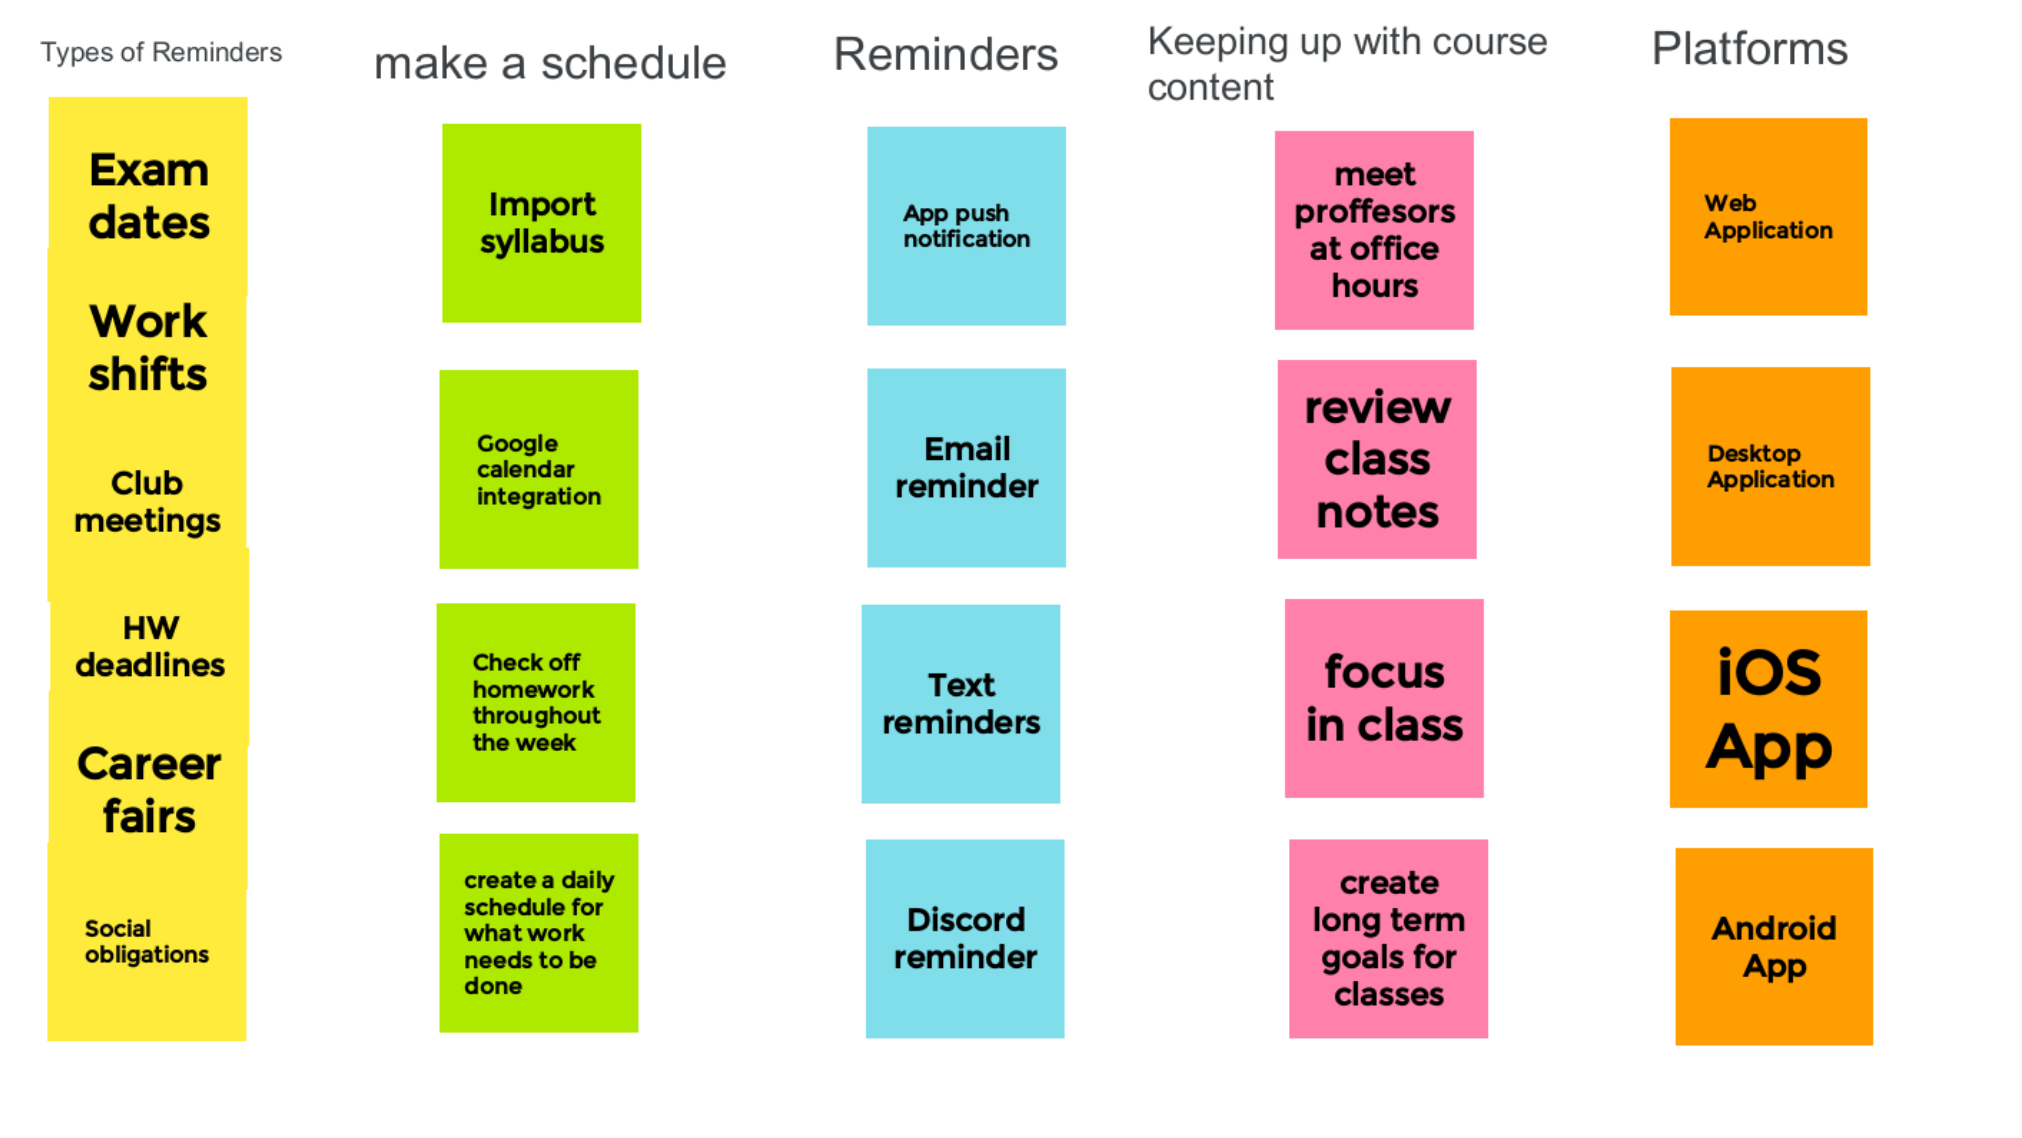 Types of Reminders
Exam
dates
Work
shifts
Club
meetings
HW
deadlines
Career
fairs
Social
obligations
make a schedule
Import
syllabus
Google
calendar
integration
Check off
homework
throughout
the week
create a daily
schedule for
what work
needs to be
done
Reminders
App push
notification
Email
reminder
Text
reminders
Discord
reminder
Keeping up with course
content
meet
proffesors
at office
hours
review
class
notes
focus
in class
create
long term
goals for
classes
Platforms
Web
Application
Desktop
Application
iOS
App
Android
App